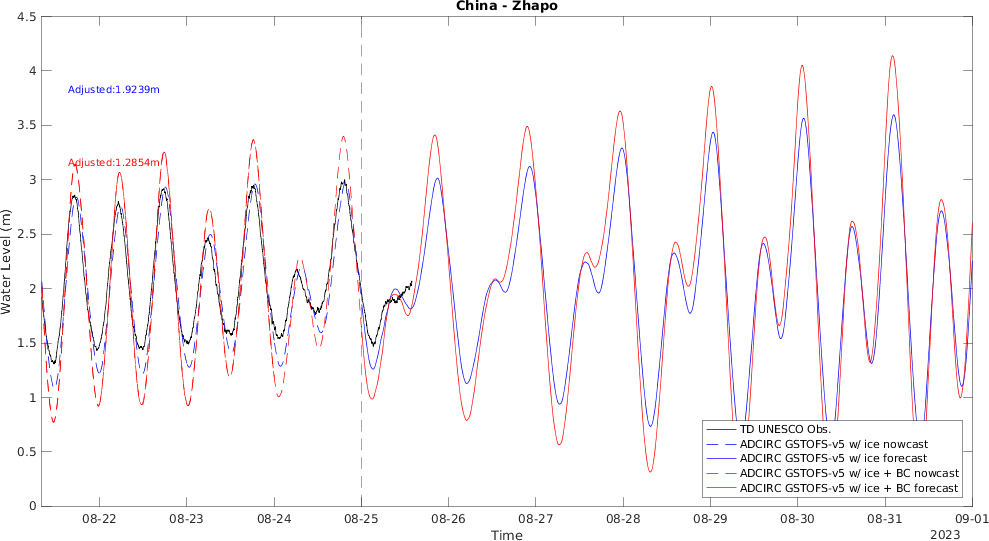 China - Zhapo
4.5
4
3.5
3
2.5
2
1.5
1
0.5
0
Water Level (m)
Adjusted:1.9239m
Adjusted:1.2854m
TD UNESCO Obs.
ADCIRC GSTOFS-v5 w/ ice nowcast
ADCIRC GSTOFS-v5 w/ ice forecast
ADCIRC GSTOFS-v5 w/ ice + BC nowcast
ADCIRC GSTOFS-v5 w/ ice + BC forecast
08-22 08-23 08-24 08-25 08-26 08-27 08-28 08-29 08-30 08-31 09-01
Time
2023